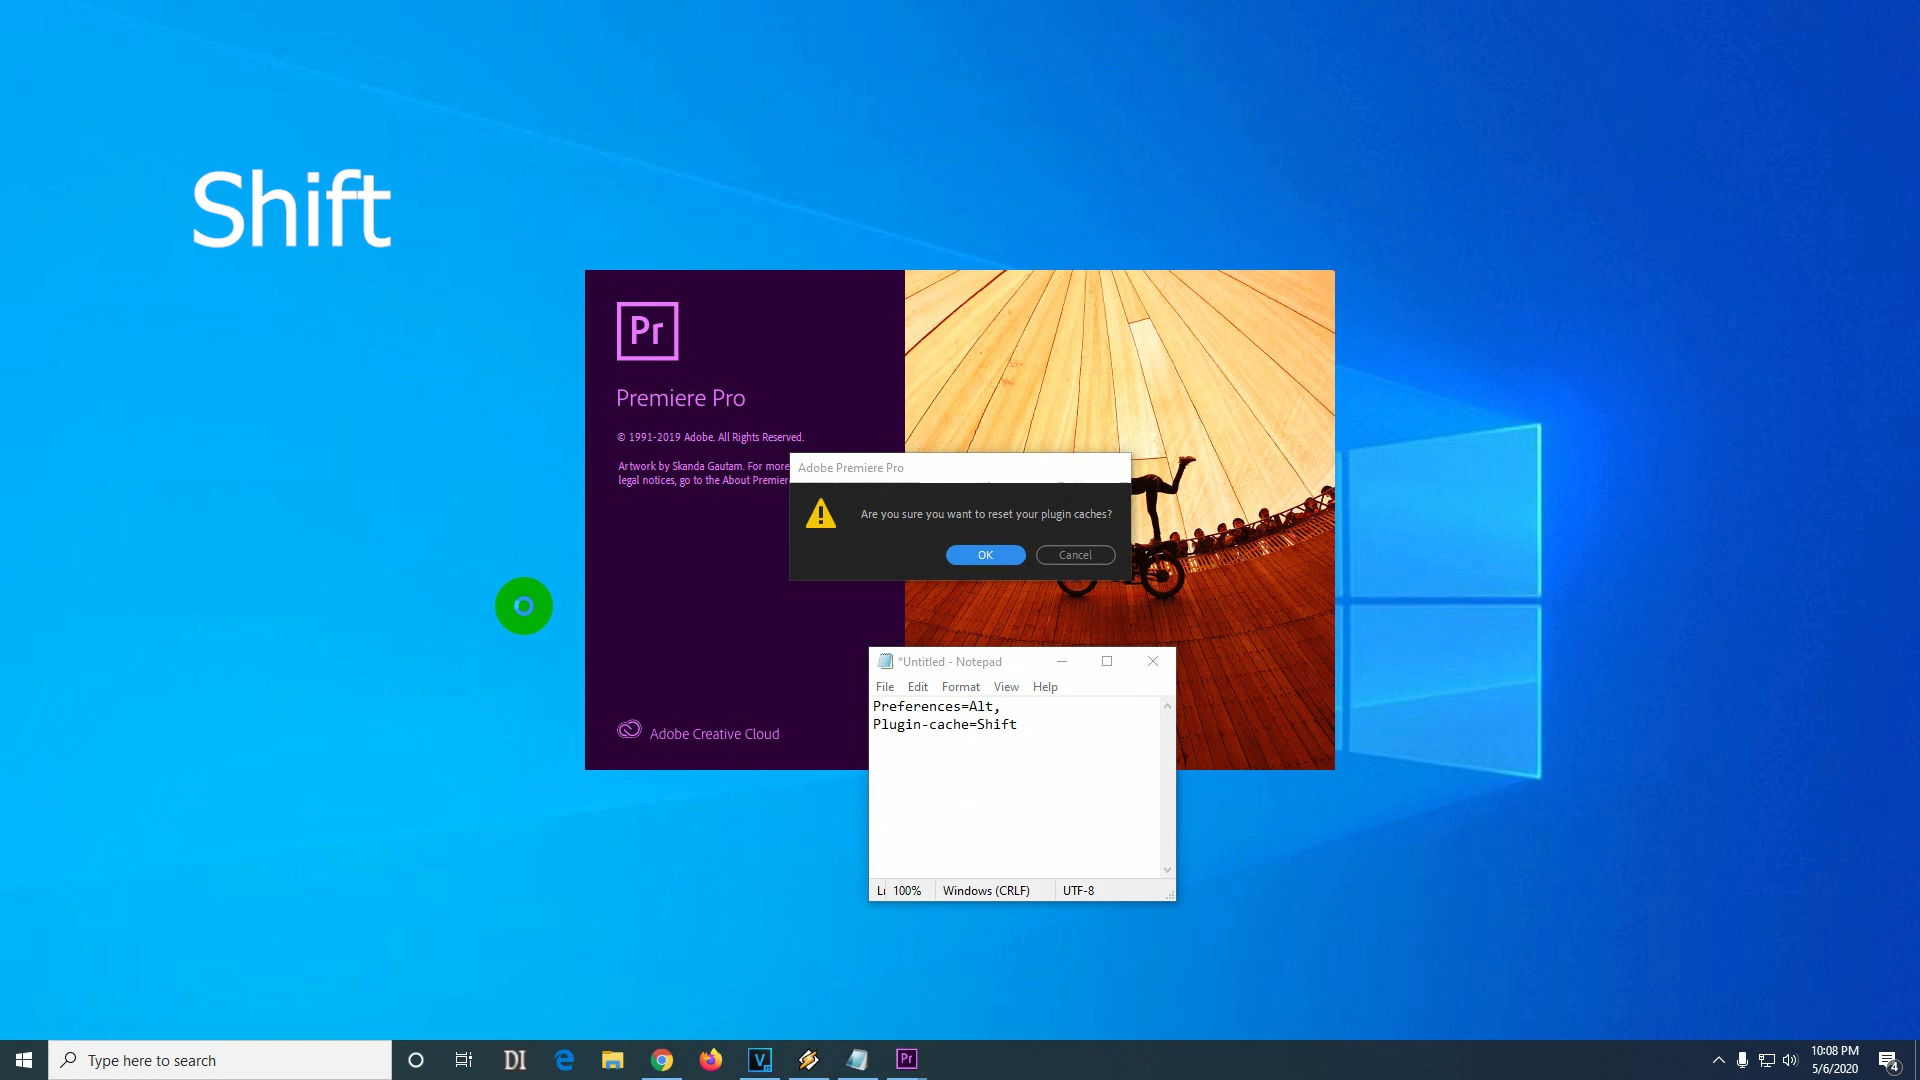 Shift
Pr
Premiere Pro
© 1991-2019 Adobe. All Rights Reserved.
Artwork by Skanda Gautam. For more
legal notices, go to the About Premier
Adobe Premiere Pro
Are you sure you want to reset your plugin caches?
OK
Cancel
Adobe Creative Cloud
*Untitled - Notepad
File Edit Format View Help
Preferences=Alt,
Plugin-cache=Shift
100% Windows (CRLF) UTF-8
Type here to search
DI
V
Pr
10:08 PM
5/6/2020
4